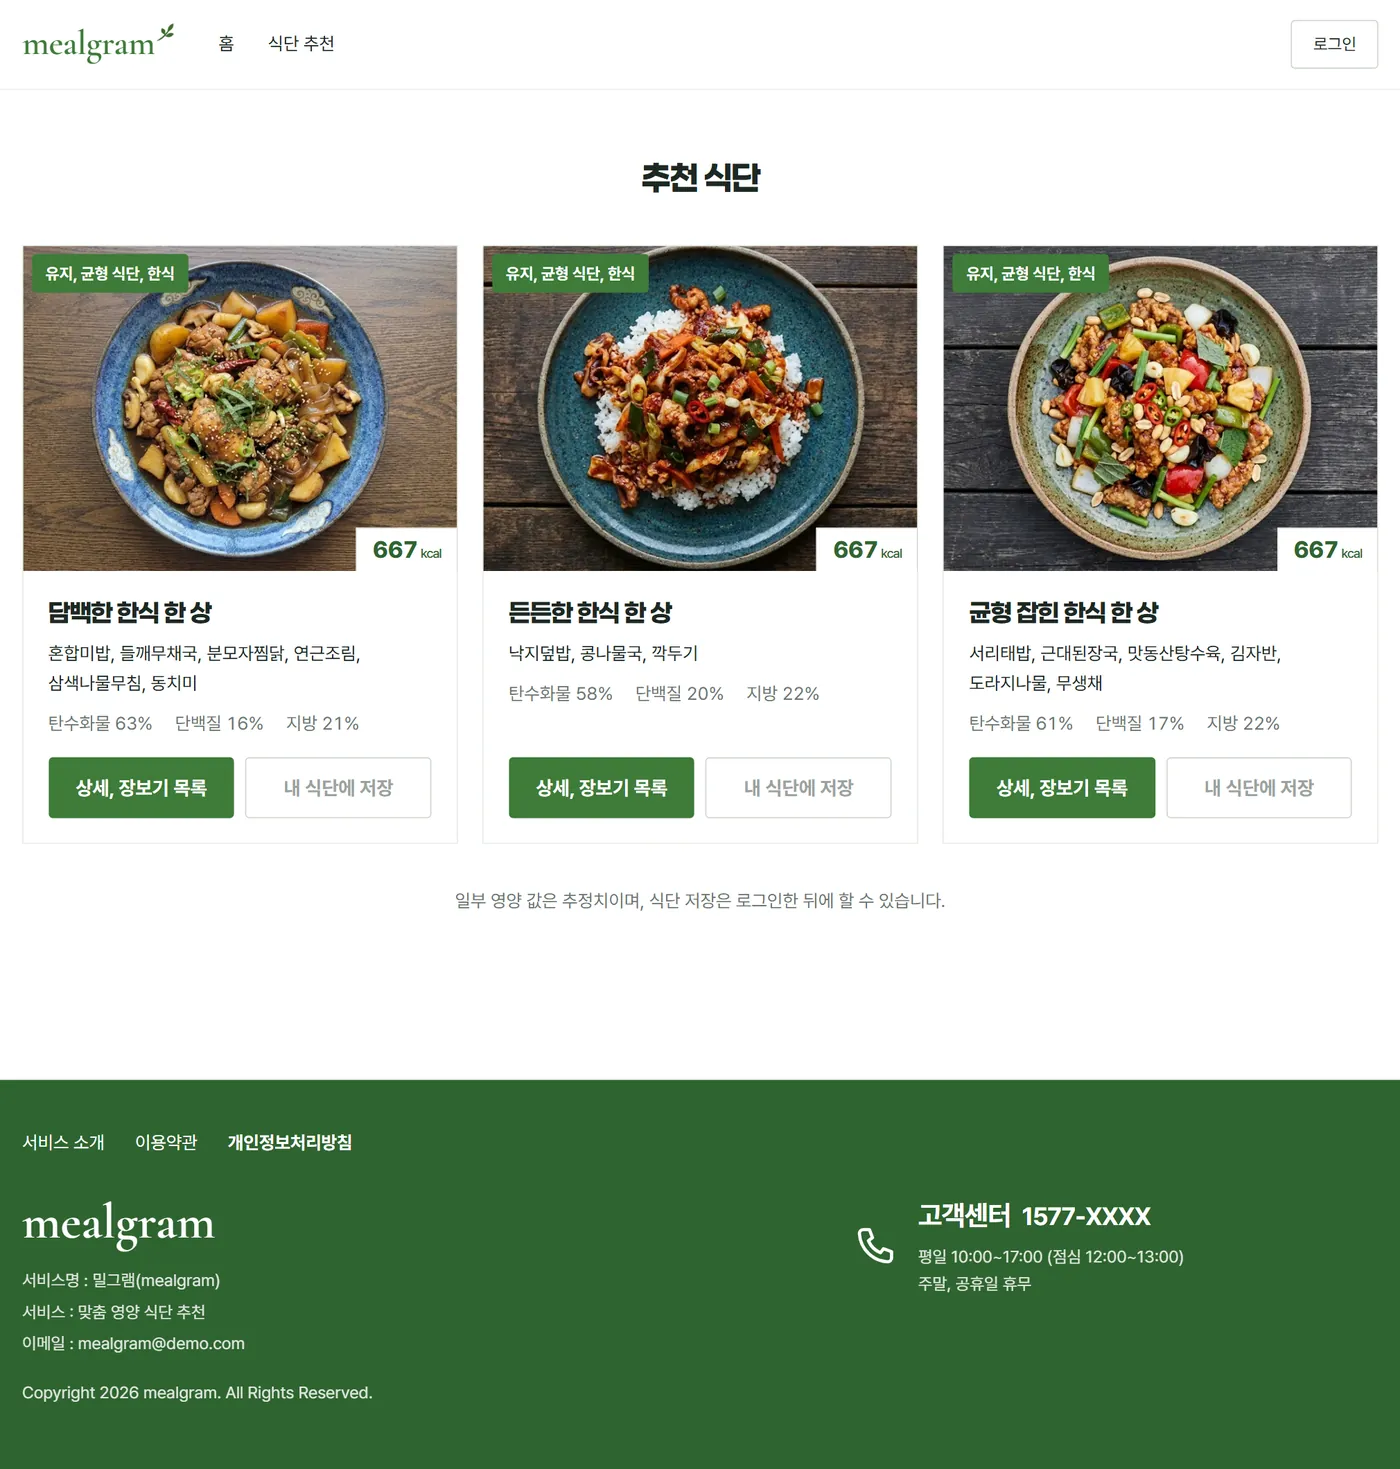 mealgram
홈
식단 추천
로그인
추천 식단
유지, 균형 식단, 한식
667 kcal
담백한 한식 한 상
혼합미밥, 들깨무채국, 분모자찜닭, 연근조림,
삼색나물무침, 동치미
탄수화물 63% 단백질 16% 지방 21%
상세, 장보기 목록
내 식단에 저장
유지, 균형 식단, 한식
667 kcal
든든한 한식 한 상
낙지덮밥, 콩나물국, 깍두기
탄수화물 58% 단백질 20% 지방 22%
상세, 장보기 목록
내 식단에 저장
유지, 균형 식단, 한식
667 kcal
균형 잡힌 한식 한 상
서리태밥, 근대된장국, 맛동산탕수육, 김자반,
도라지나물, 무생채
탄수화물 61% 단백질 17% 지방 22%
상세, 장보기 목록
내 식단에 저장
일부 영양 값은 추정치이며, 식단 저장은 로그인한 뒤에 할 수 있습니다.
서비스 소개
이용약관
개인정보처리방침
mealgram
서비스명 : 밀그램(mealgram)
서비스 : 맞춤 영양 식단 추천
이메일 : mealgram@demo.com
Copyright 2026 mealgram. All Rights Reserved.
고객센터 1577-XXXX
평일 10:00~17:00 (점심 12:00~13:00)
주말, 공휴일 휴무